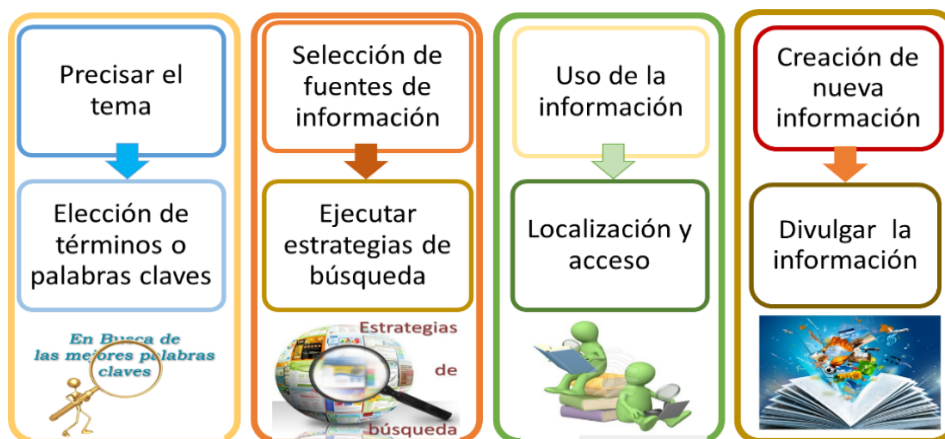 Precisar el
tema
Elección de
términos o
palabras claves
En Busca de
las mejores palabras
claves
Selección de
fuentes de
información
Ejecutar
estrategias de
búsqueda
Estrategias
de
búsqueda
Uso de la
información
Localización y
acceso
Creación de
nueva
información
Divulgar la
información